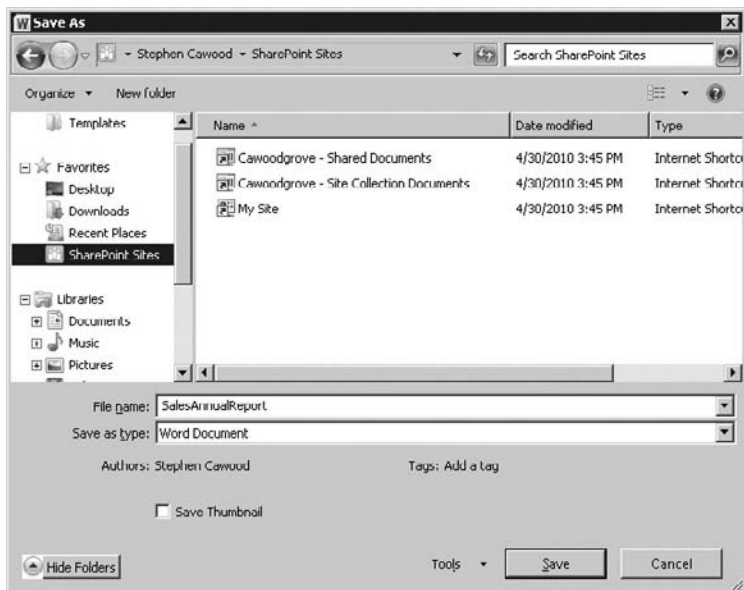 Save As
Stephen Cawood SharePoint Sites Search SharePoint Sites
Organize New folder
Templates
Favorites
Desktop
Downloads
Recent Places
SharePoint Sites
Libraries
Documents
Music
Pictures
Name Date modified Type
Cawoodgrove - Shared Documents 4/30/2010 3:45 PM Internet Shortc
Cawoodgrove - Site Collection Documents 4/30/2010 3:45 PM Internet Shortc
My Site 4/30/2010 3:45 PM Internet Shortc
File name: SalesAnnualReport
Save as type: Word Document
Authors: Stephen Cawood Tags: Add a tag
Save Thumbnail
Hide Folders Tools Save Cancel